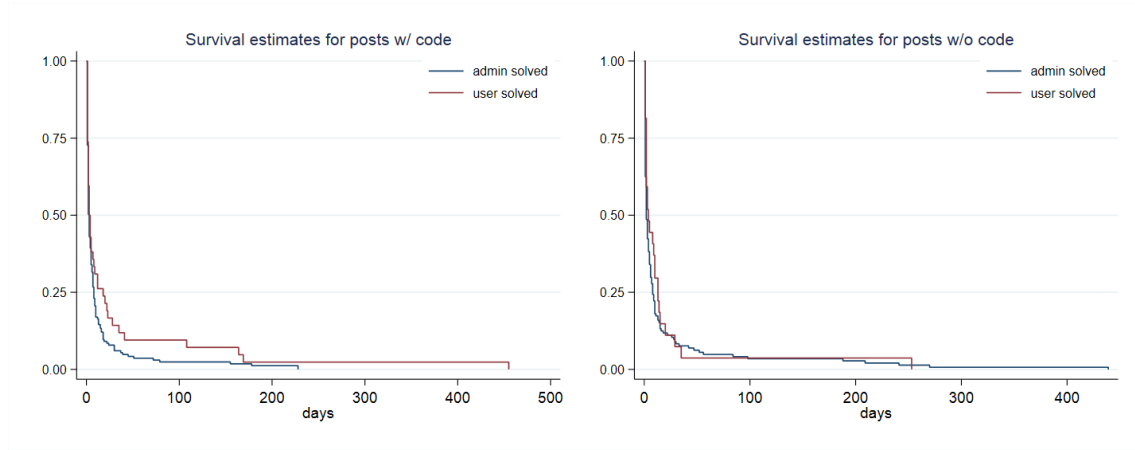 Survival estimates for posts w/ code
1.00
0.75
0.50
0.25
0.00
admin solved
user solved
0 100 200 300 400 500
days
Survival estimates for posts w/o code
1.00
0.75
0.50
0.25
0.00
admin solved
user solved
0 100 200 300 400
days